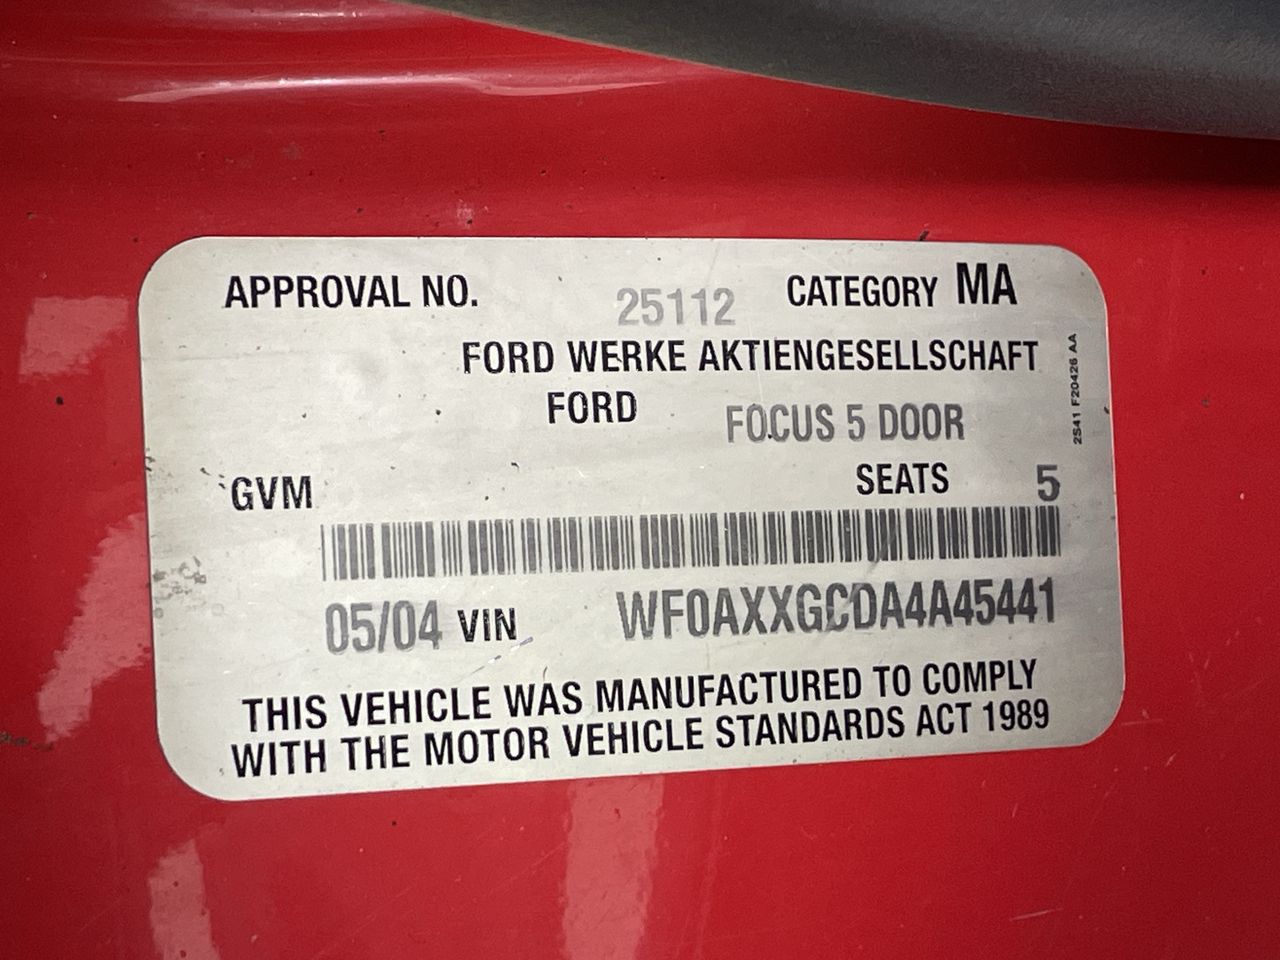 APPROVAL NO. 25112 CATEGORY MA
FORD WERKE AKTIENGESELLSCHAFT
FORD FOCUS 5 DOOR
2S41 F20426 AA
GVM SEATS 5
05/04 VIN WF0AXXGCDA4A45441
THIS VEHICLE WAS MANUFACTURED TO COMPLY
WITH THE MOTOR VEHICLE STANDARDS ACT 1989